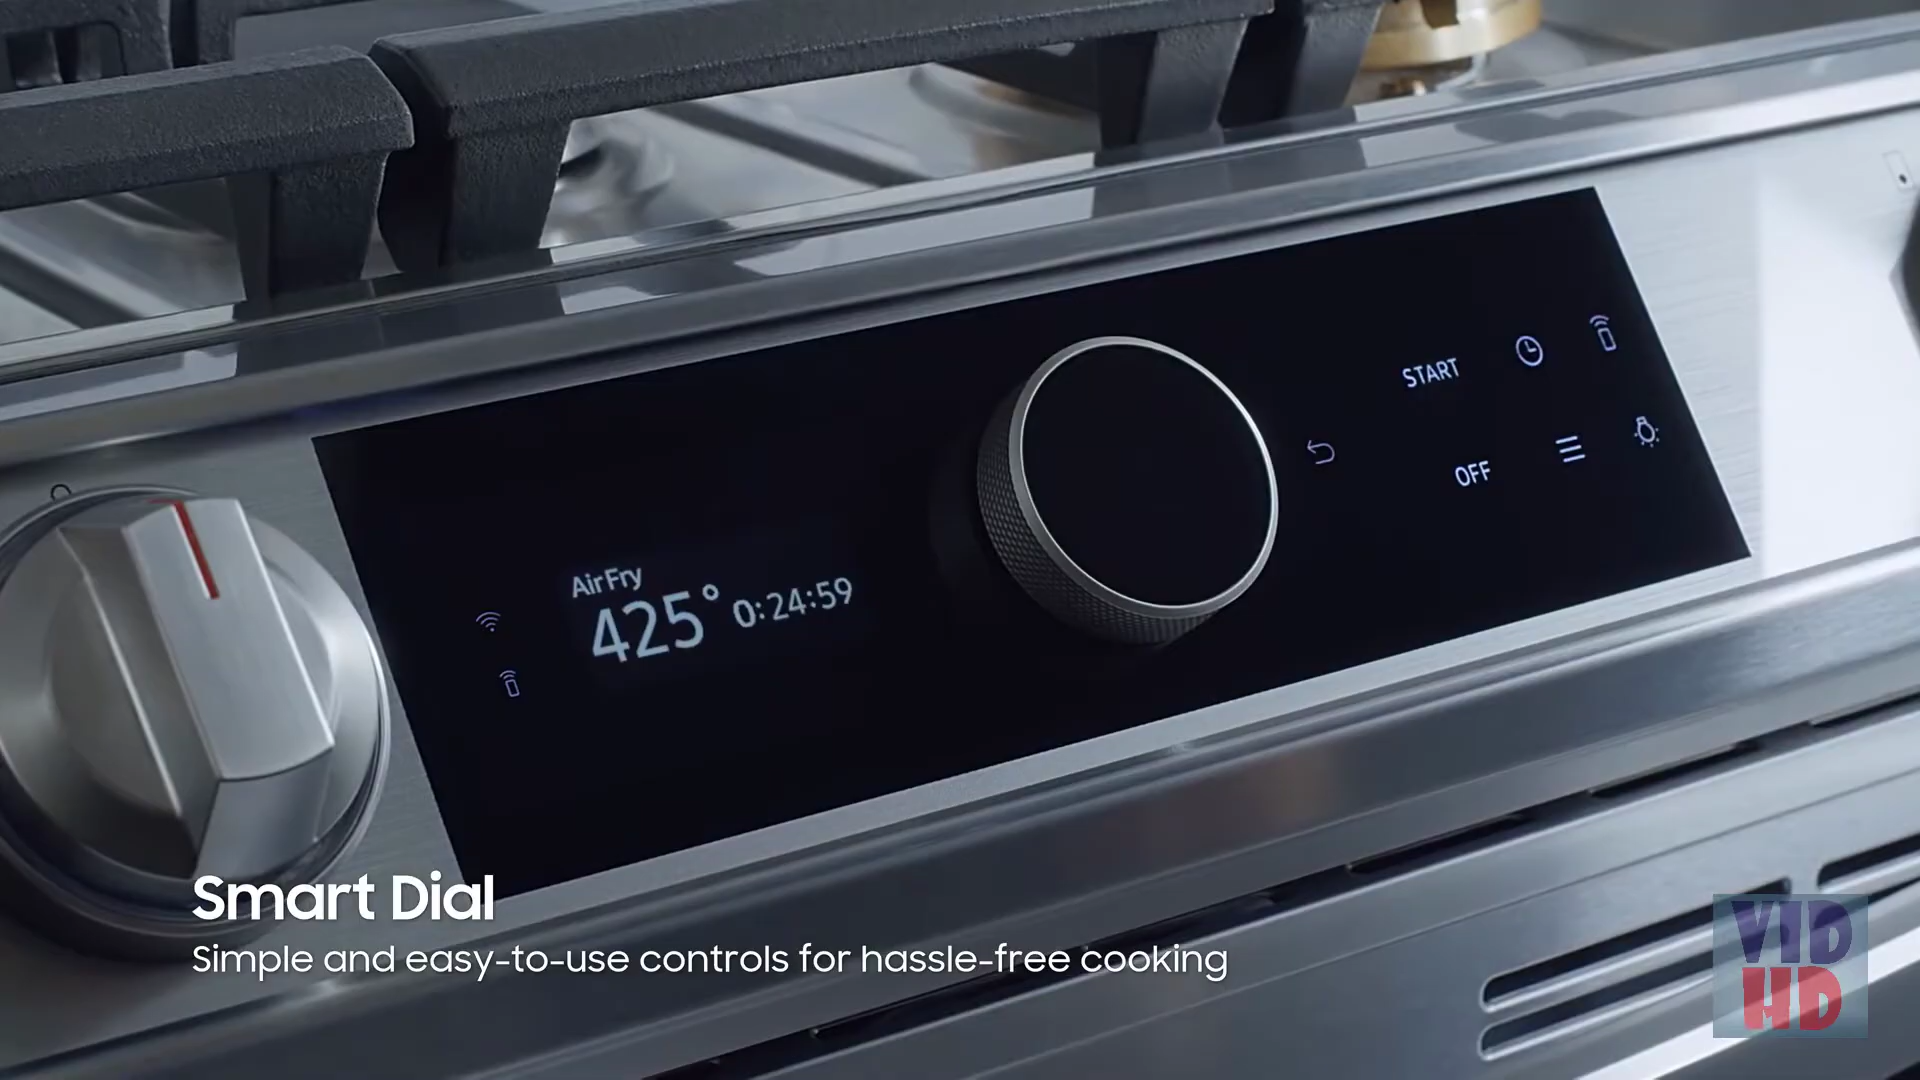 START
OFF
AirFry
425° 0:24:59
Smart Dial
Simple and easy-to-use controls for hassle-free cooking
VID
HD